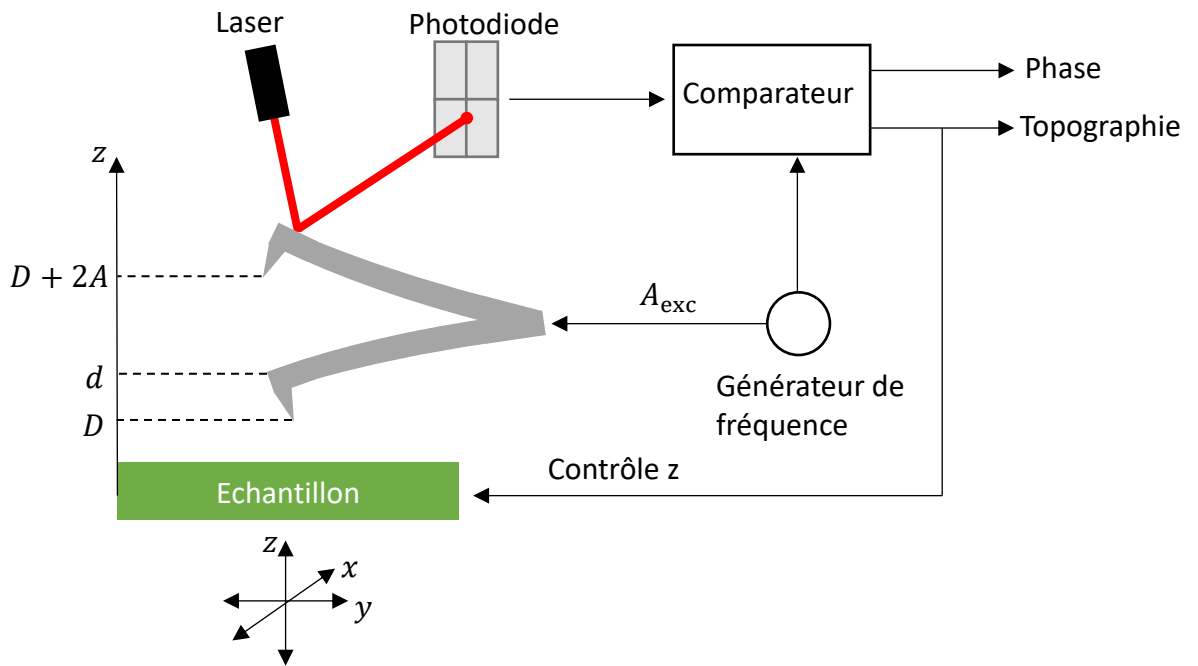 Laser
Photodiode
Comparateur
Phase
Topographie
z
D + 2A
d
D
A_exc
Générateur de
fréquence
Contrôle z
Echantillon
z
x
y